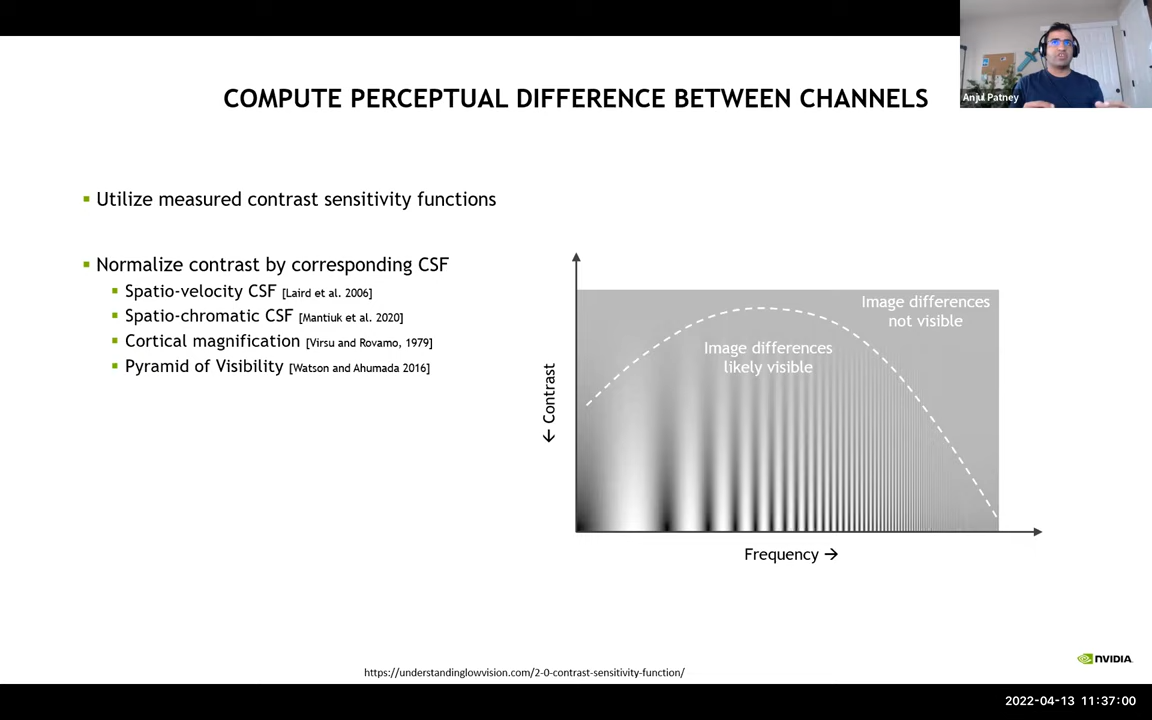 COMPUTE PERCEPTUAL DIFFERENCE BETWEEN CHANNELS
Anjul Patney
▪ Utilize measured contrast sensitivity functions
▪ Normalize contrast by corresponding CSF
▪ Spatio-velocity CSF [Laird et al. 2006]
▪ Spatio-chromatic CSF [Mantiuk et al. 2020]
▪ Cortical magnification [Virsu and Rovamo, 1979]
▪ Pyramid of Visibility [Watson and Ahumada 2016]
Image differences
not visible
Image differences
likely visible
← Contrast
Frequency →
https://understandinglowvision.com/2-0-contrast-sensitivity-function/
NVIDIA.
2022-04-13 11:37:00